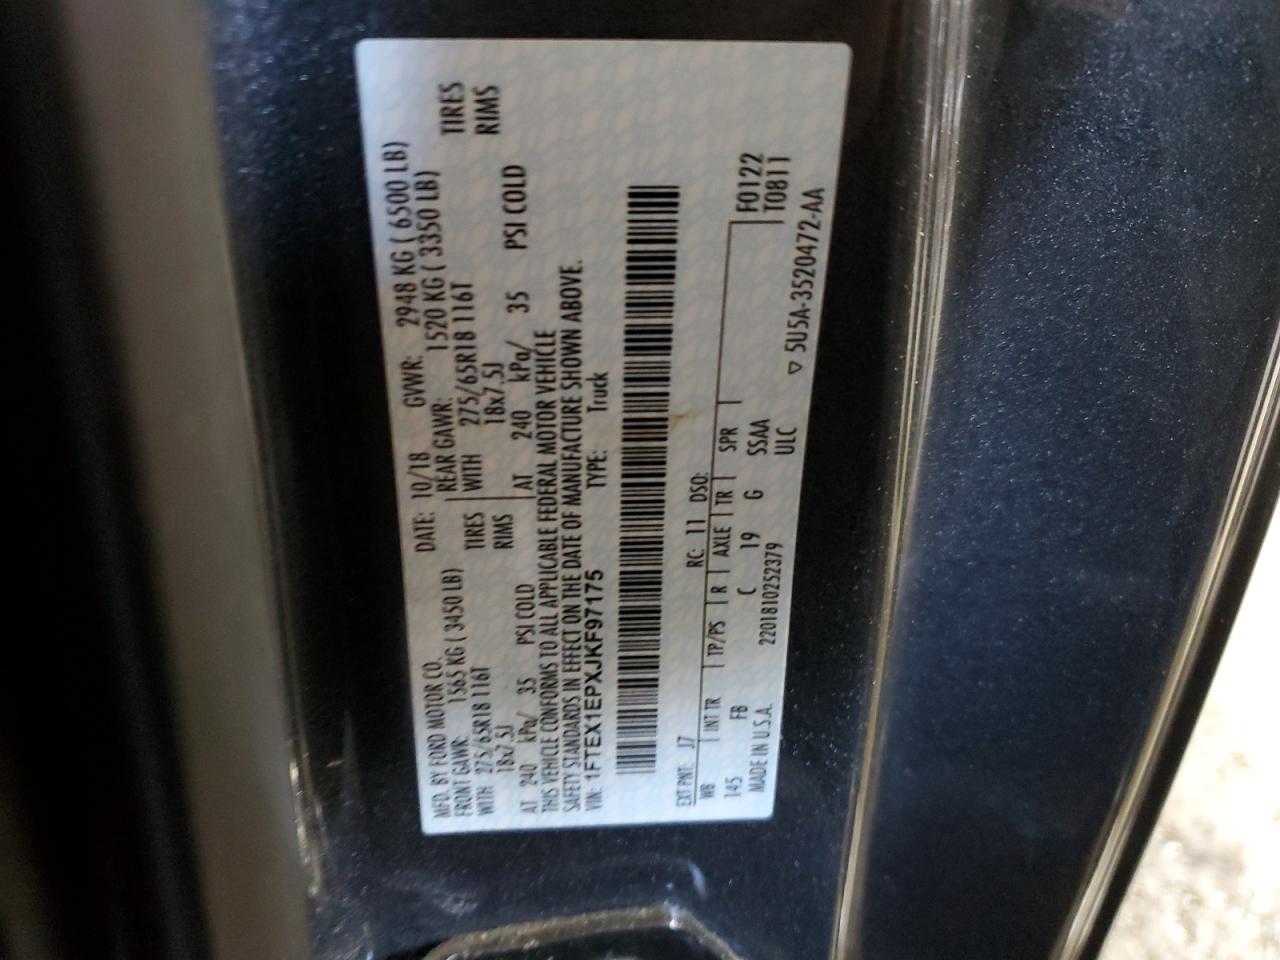 MFD. BY FORD MOTOR CO. DATE: 10/18 GVWR: 2948 KG ( 6500 LB)
FRONT GAWR: 1565 KG ( 3450 LB) REAR GAWR: 1520 KG ( 3350 LB)
WITH 275/65R18 116T TIRES WITH 275/65R18 116T TIRES
18x7.5J RIMS 18x7.5J RIMS
AT 240 kPa/ 35 PSI COLD AT 240 kPa/ 35 PSI COLD
THIS VEHICLE CONFORMS TO ALL APPLICABLE FEDERAL MOTOR VEHICLE
SAFETY STANDARDS IN EFFECT ON THE DATE OF MANUFACTURE SHOWN ABOVE.
VIN: 1FTEX1EPXJKF97175 TYPE: Truck
EXT PNT: J7 RC: 11 DSO: F0122
WB INT TR TP/PS R AXLE TR SPR T0811
145 FB C 19 G SSAA
MADE IN U.S.A. 2201810252379 ULC
▽ 5U5A-3520472-AA